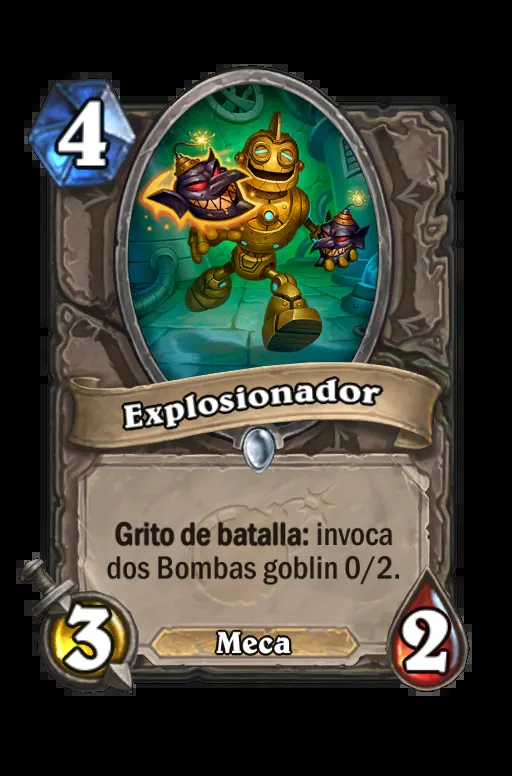 4
Explosionador
Grito de batalla: invoca
dos Bombas goblin 0/2.
3
Meca
2